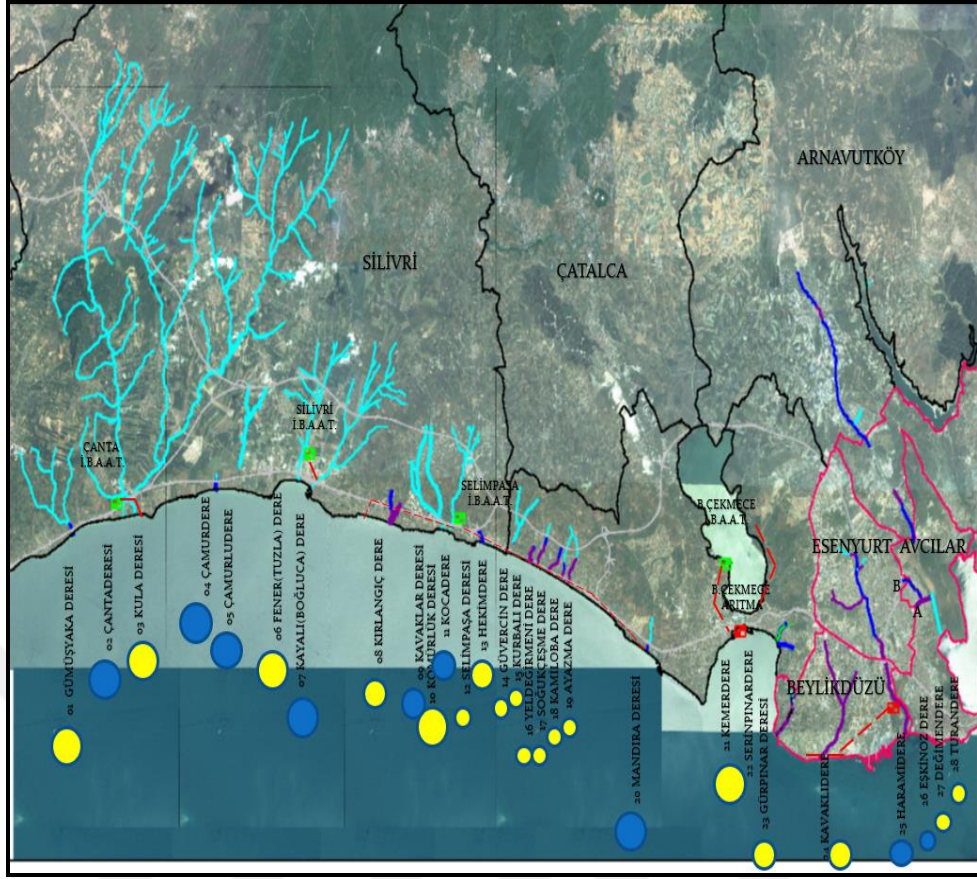 ARNAVUTKÖY
SİLİVRİ
ÇATALCA
SİLİVRİ
İ.B.A.A.T.
ÇANTA
İ.B.A.A.T.
SELİMPAŞA
İ.B.A.A.T.
B.ÇEKMECE
İ.B.A.A.T.
ESENYURT
AVCILAR
B.ÇEKMECE
ARITMA
B
A
BEYLİKDÜZÜ
01 GÜMÜŞYAKA DERESİ
02 ÇANTADERESİ
03 KULA DERESİ
04 ÇAMURDERE
05 ÇAMURLUDERE
06 FENER(TUZLA) DERE
07 KAYALI(BOĞLUCA) DERE
08 KIRLANGIÇ DERE
09 KAVAKLAR DERESİ
10 KÖMÜRLÜK DERESİ
11 KOCADERE
12 SELİMPAŞA DERESİ
13 HEKİMDERE
14 GÜVERCİN DERE
15 KURBALI DERE
16 YELDEĞİRMENİ DERE
17 SOĞUKÇEŞME DERE
18 KAMİLOBA DERE
19 AYAZMA DERE
20 MANDIRA DERESİ
21 KEMERDERE
22 SERİNPINARDERE
23 GÜRPINAR DERESİ
24 KAVAKLIDERE
25 HARAMİDERE
26 EŞKİNOZ DERE
27 DEĞİMENDERE
28 TURANDERE